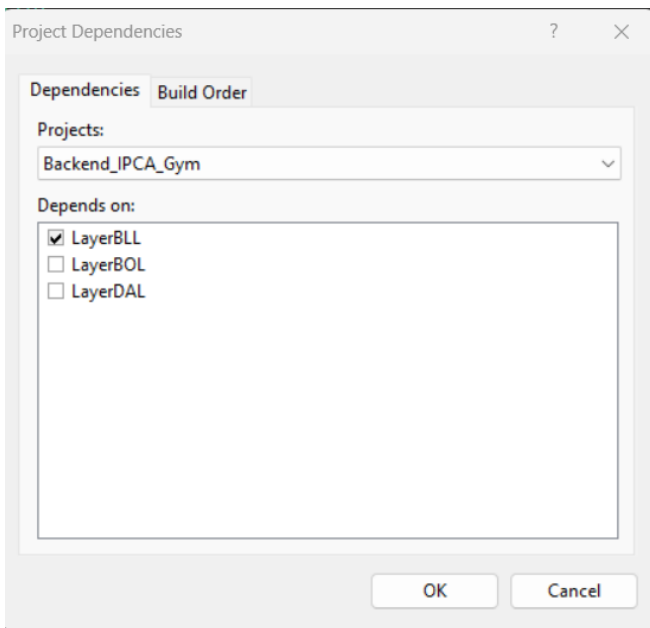 Project Dependencies ?
Dependencies Build Order
Projects:
Backend_IPCA_Gym
Depends on:
LayerBLL
LayerBOL
LayerDAL
OK Cancel